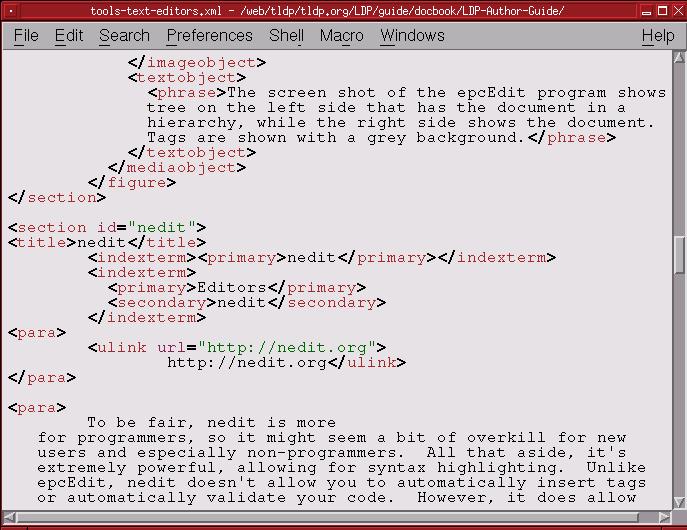 tools-text-editors.xml - /web/tldp/tldp.org/LDP/guide/docbook/LDP-Author-Guide/
File Edit Search Preferences Shell Macro Windows Help
</imageobject>
<textobject>
<phrase>The screen shot of the epcEdit program shows
tree on the left side that has the document in a
hierarchy, while the right side shows the document.
Tags are shown with a grey background.</phrase>
</textobject>
</mediaobject>
</figure>
</section>
<section id="nedit">
<title>nedit</title>
<indexterm><primary>nedit</primary></indexterm>
<indexterm>
<primary>Editors</primary>
<secondary>nedit</secondary>
</indexterm>
<para>
<ulink url="http://nedit.org">
http://nedit.org</ulink>
</para>
<para>
To be fair, nedit is more
for programmers, so it might seem a bit of overkill for new
users and especially non-programmers.  All that aside, it's
extremely powerful, allowing for syntax highlighting.  Unlike
epcEdit, nedit doesn't allow you to automatically insert tags
or automatically validate your code.  However, it does allow